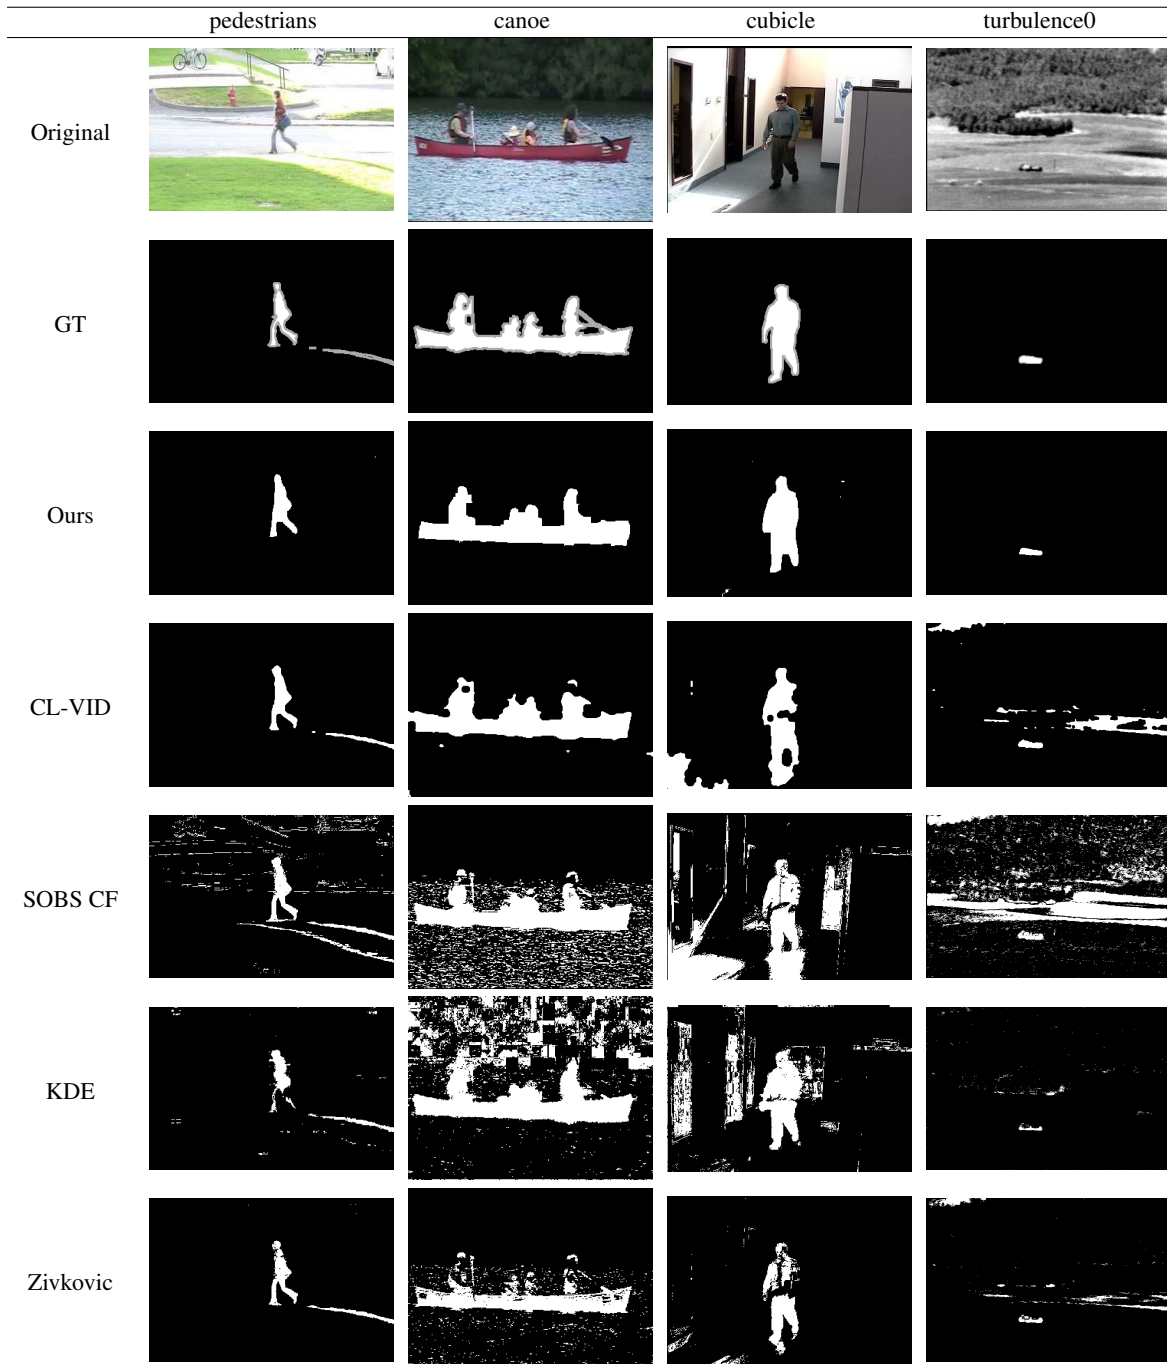 pedestrians canoe cubicle turbulence0
Original
GT
Ours
CL-VID
SOBS CF
KDE
Zivkovic